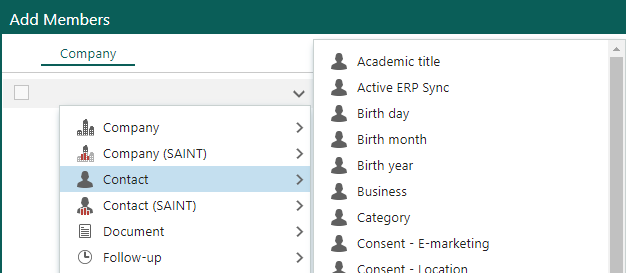 Add Members
Company
Company
Company (SAINT)
Contact
Contact (SAINT)
Document
Follow-up
Academic title
Active ERP Sync
Birth day
Birth month
Birth year
Business
Category
Consent - E-marketing
Consent - Location